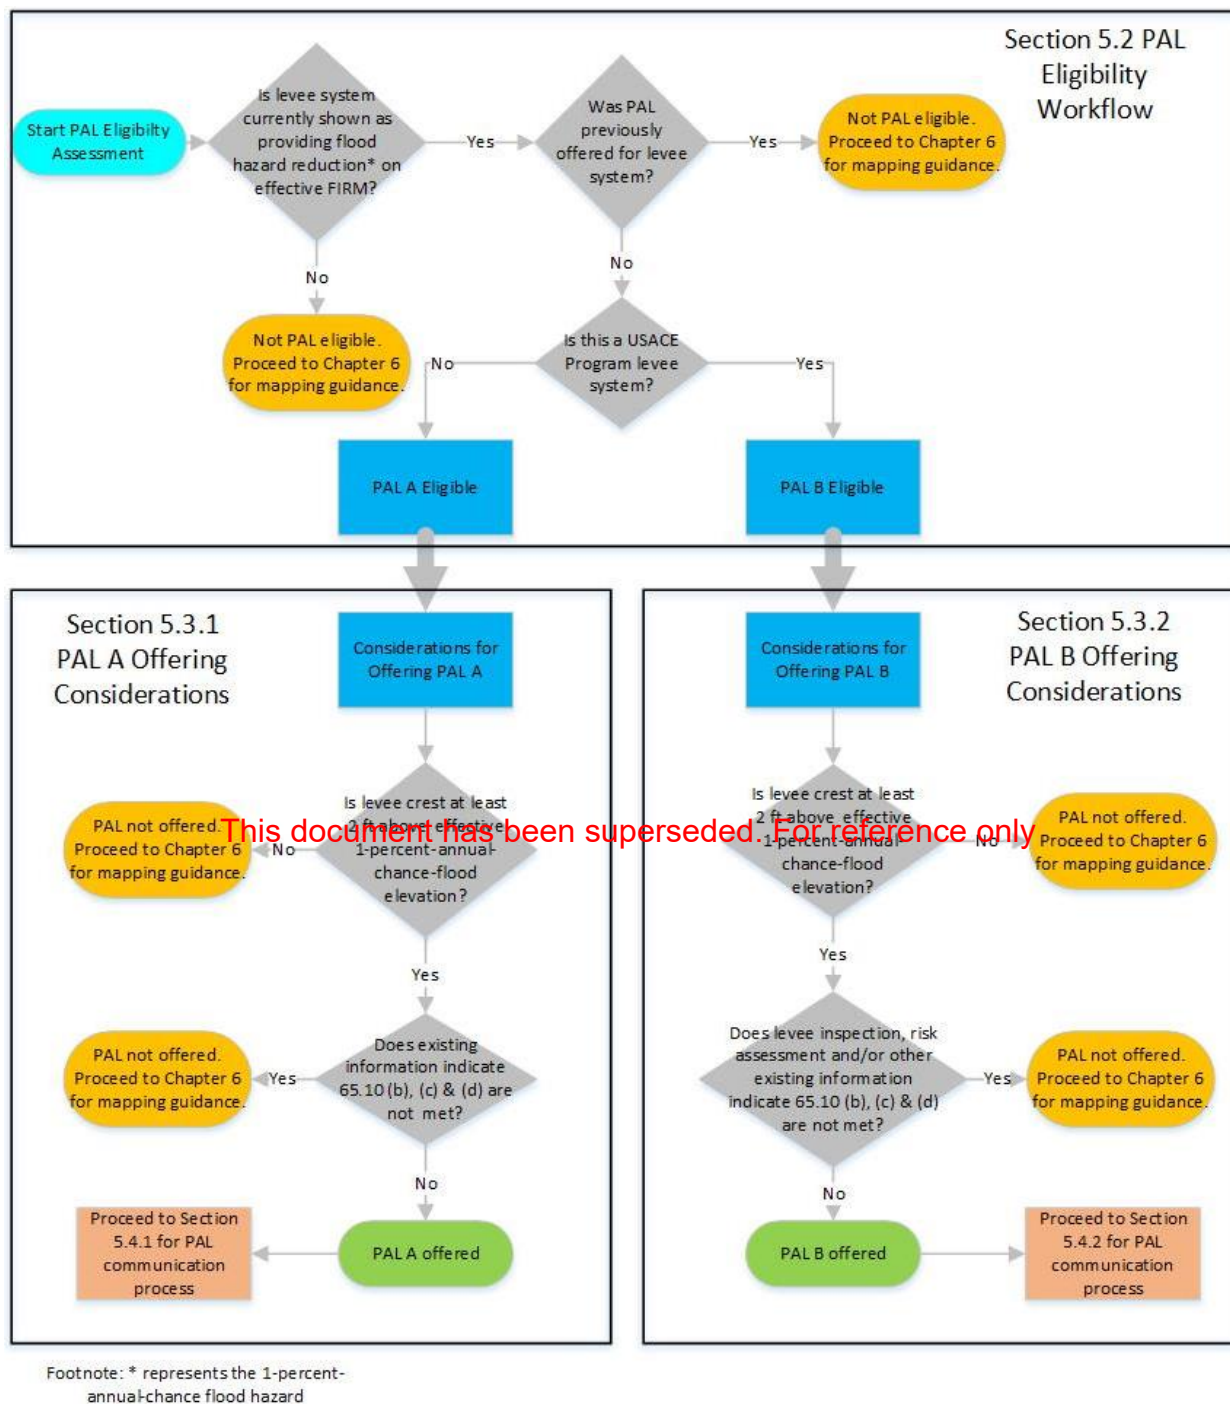 Section 5.2 PAL
Eligibility
Workflow
Start PAL Eligibilty
Assessment
Is levee system
currently shown as
providing flood
hazard reduction* on
effective FIRM?
Yes
Was PAL
previously
offered for levee
system?
Yes
Not PAL eligible.
Proceed to Chapter 6
for mapping guidance.
No
No
Not PAL eligible.
Proceed to Chapter 6
for mapping guidance.
Is this a USACE
Program levee
system?
No
Yes
PAL A Eligible
PAL B Eligible
Section 5.3.1
PAL A Offering
Considerations
Considerations for
Offering PAL A
Is levee crest at least
2 ft above effective
1-percent-annual-
chance-flood
elevation?
No
PAL not offered.
Proceed to Chapter 6
for mapping guidance.
Yes
Does existing
information indicate
65.10 (b), (c) & (d) are
not met?
Yes
PAL not offered.
Proceed to Chapter 6
for mapping guidance.
No
PAL A offered
Proceed to Section
5.4.1 for PAL
communication
process
Section 5.3.2
PAL B Offering
Considerations
Considerations for
Offering PAL B
Is levee crest at least
2 ft above effective
1-percent-annual-
chance-flood
elevation?
No
PAL not offered.
Proceed to Chapter 6
for mapping guidance.
Yes
Does levee inspection, risk
assessment and/or other
existing information
indicate 65.10 (b), (c) & (d)
are not met?
Yes
PAL not offered.
Proceed to Chapter 6
for mapping guidance.
No
PAL B offered
Proceed to Section
5.4.2 for PAL
communication
process
This document has been superseded. For reference only
Footnote: * represents the 1-percent-
annual-chance flood hazard